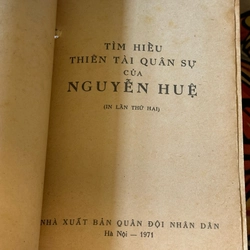 TÌM HIỂU
THIÊN TÀI QUÂN SỰ
CỦA
NGUYỄN HUỆ
(IN LẦN THỨ HAI)
NHÀ XUẤT BẢN QUÂN ĐỘI NHÂN DÂN
Hà Nội — 1971